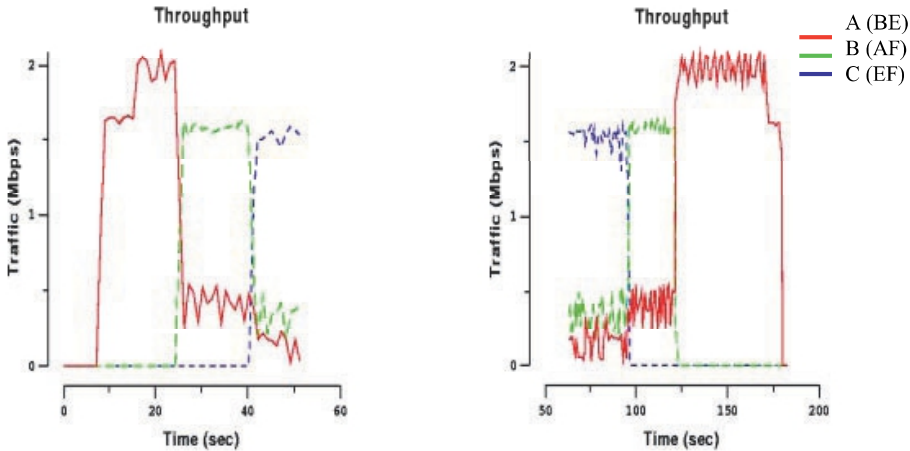 Throughput
2
1
0
Traffic (Mbps)
0
20
40
60
Time (sec)
Throughput
2
1
0
Traffic (Mbps)
50
100
150
200
Time (sec)
A (BE)
B (AF)
C (EF)